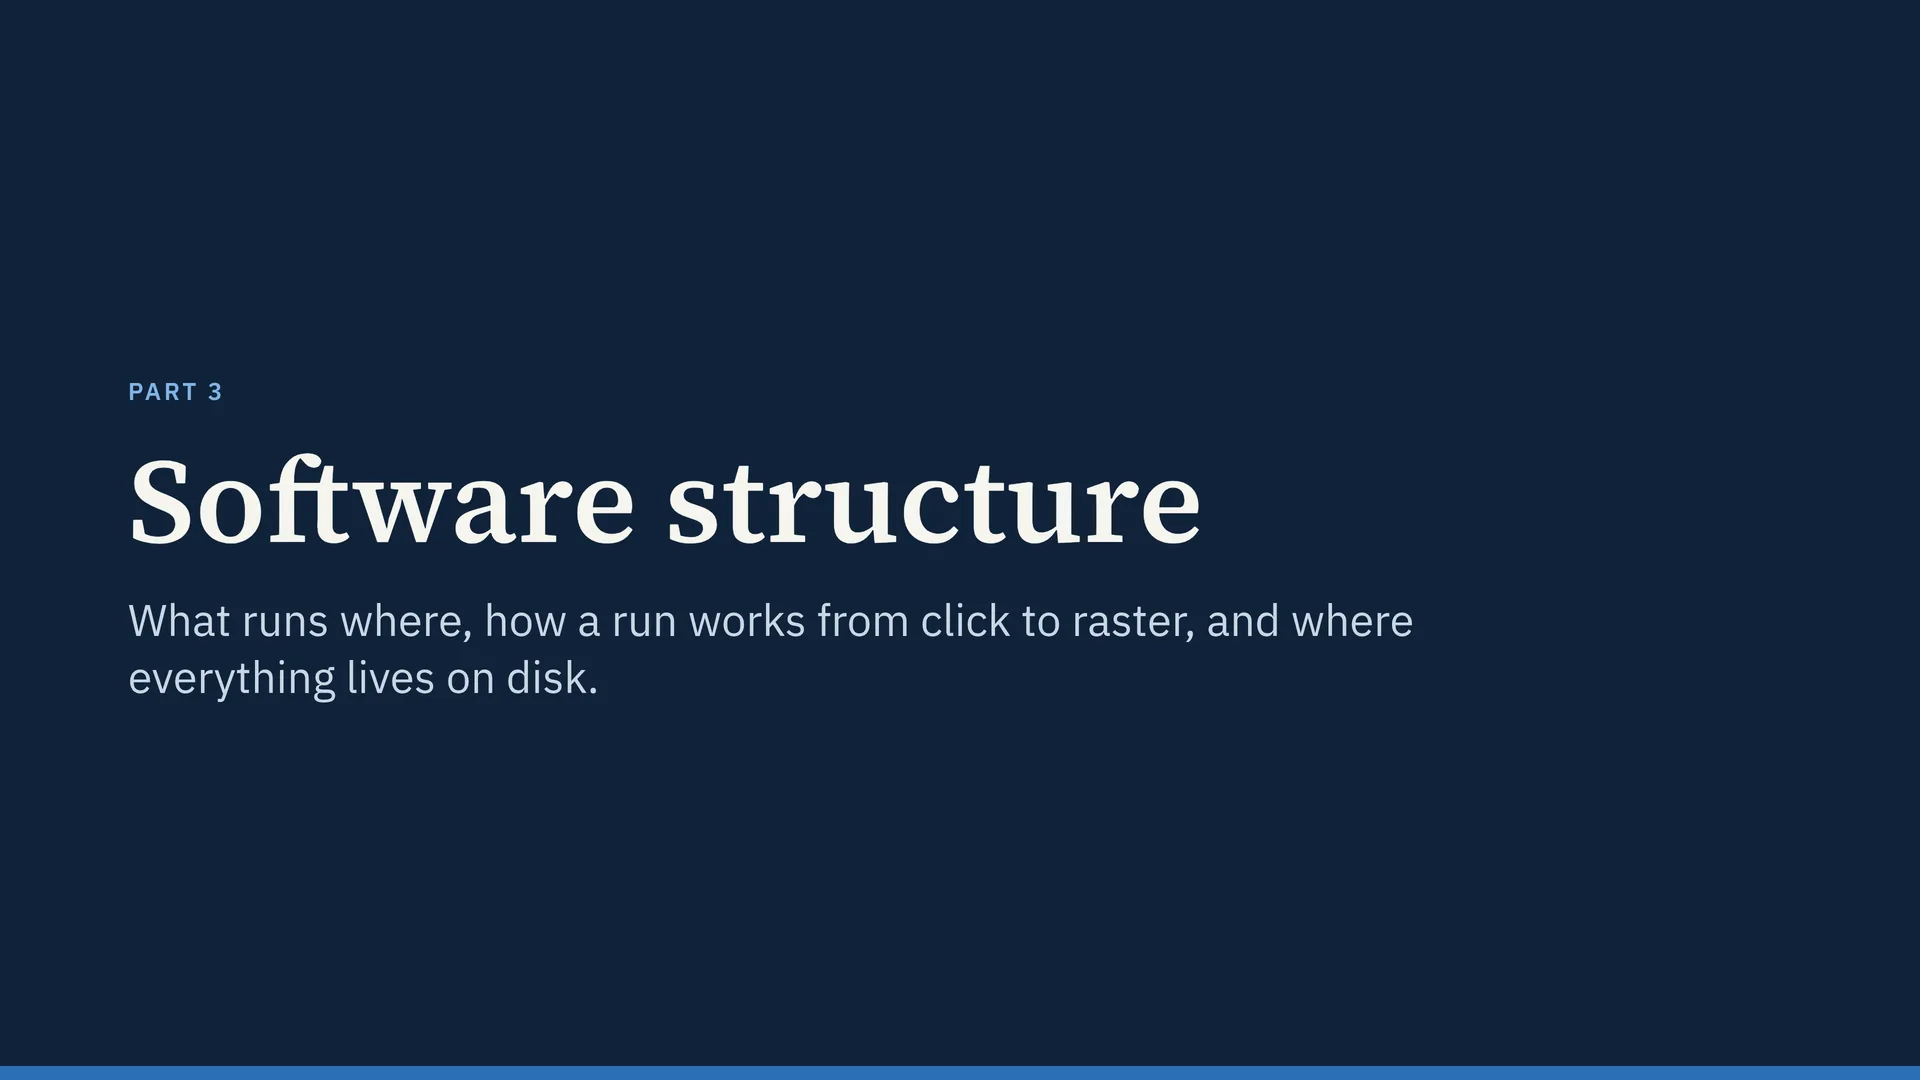 PART 3
Software structure
What runs where, how a run works from click to raster, and where
everything lives on disk.